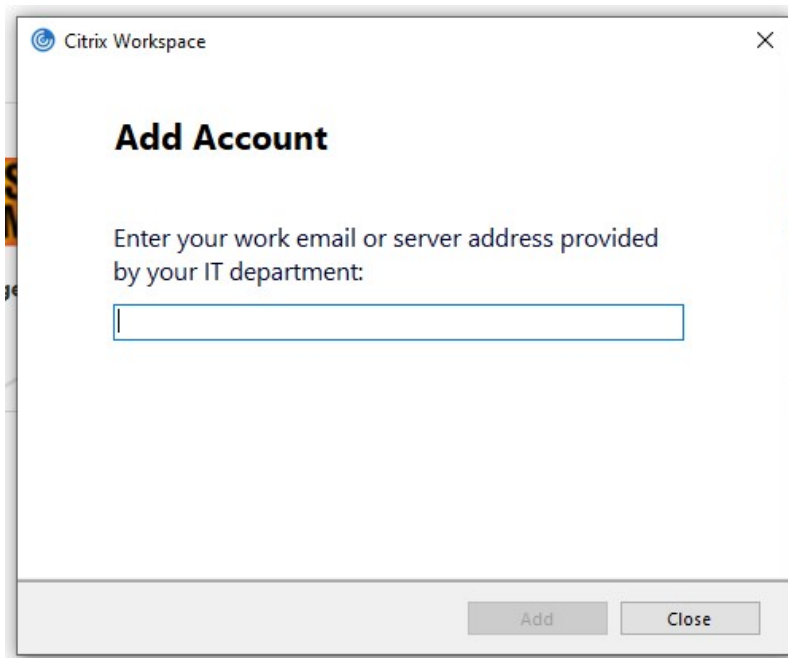 Citrix Workspace
Add Account
Enter your work email or server address provided
by your IT department:
Add
Close